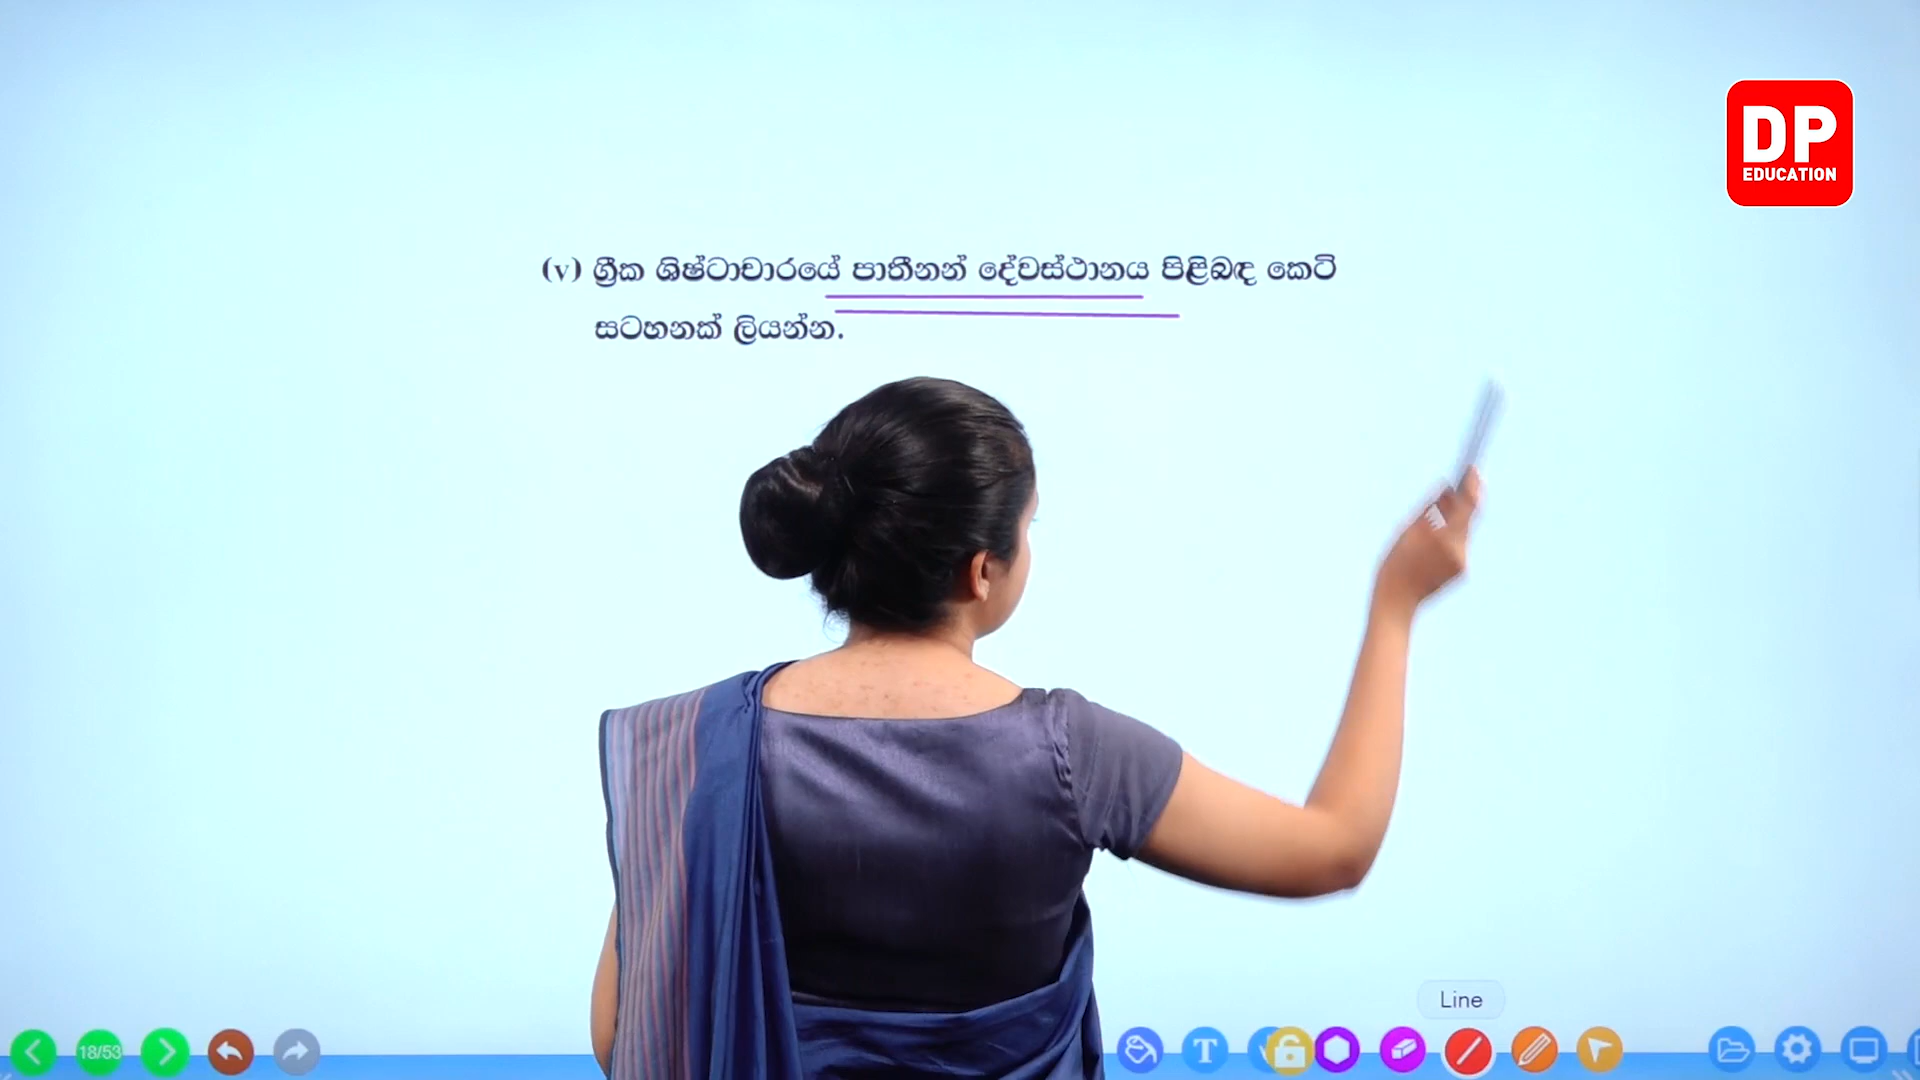 DP
EDUCATION
(v) ග්‍රීක ශිෂ්ටාචාරයේ පාතීනන් දේවස්ථානය පිළිබඳ කෙටි
සටහනක් ලියන්න.
Line
18/53
T